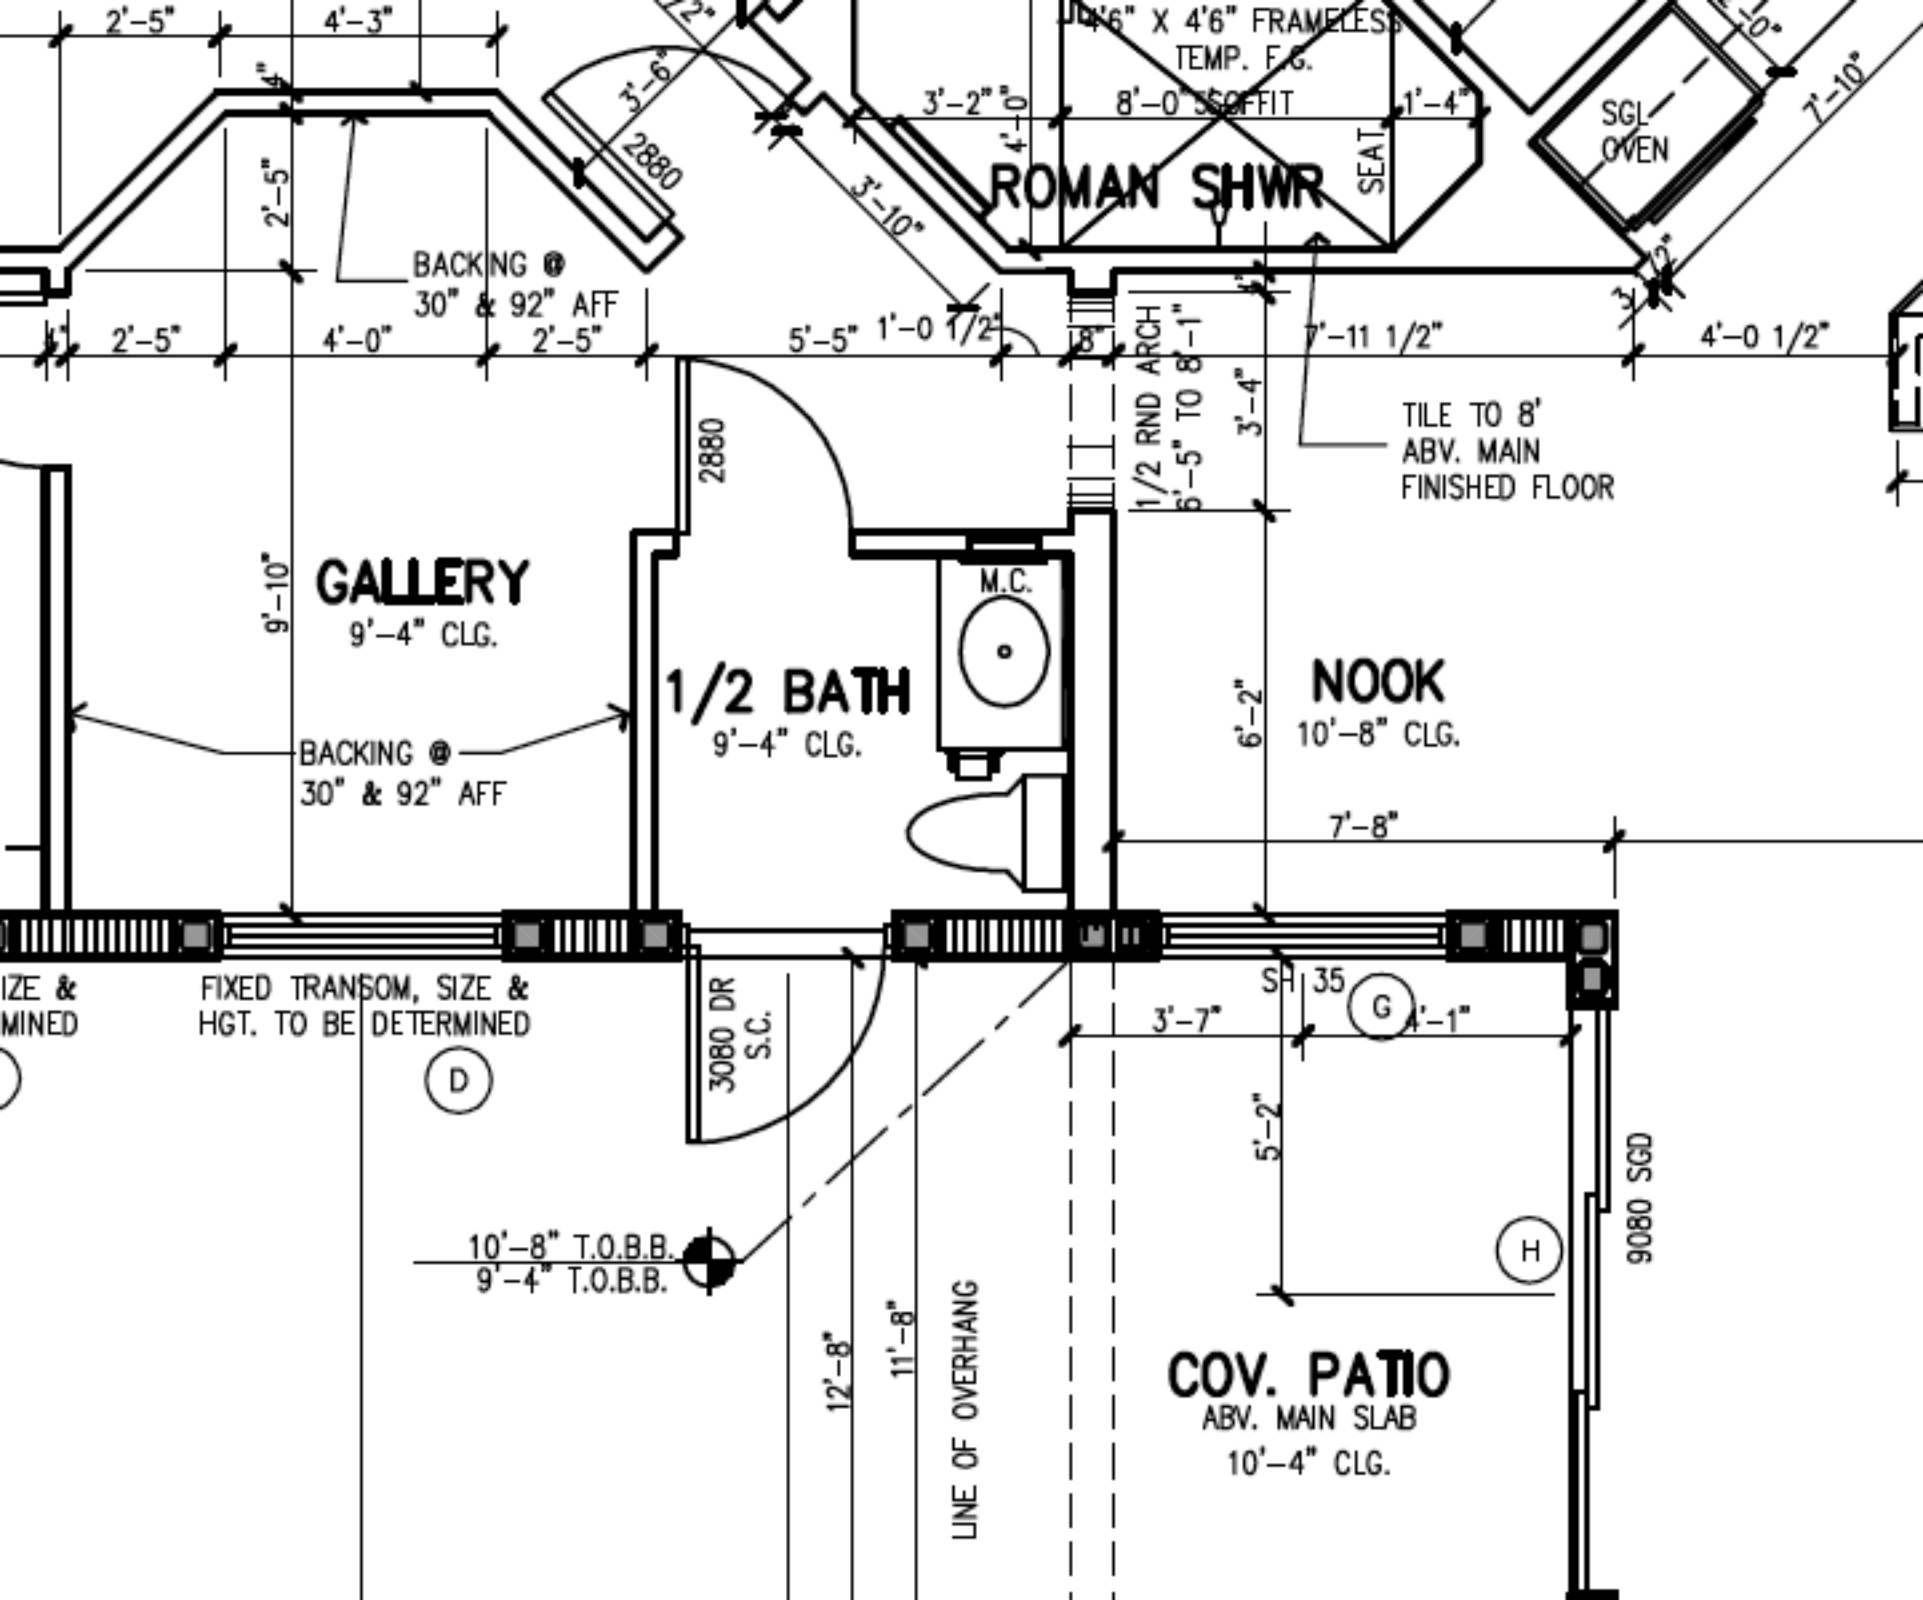 2'-5"
4'-3"
4"
3'-6"
2880
2'-5"
BACKING @
30" & 92" AFF
3'-10"
4'6" X 4'6" FRAMELESS
TEMP. F.G.
3'-2"
8'-0"
SOFFIT
1'-4"
4'-0"
SEAT
ROMAN SHWR
SGL
OVEN
7'-10"
2'-5"
4'-0"
2'-5"
5'-5"
1'-0 1/2"
8"
7'-11 1/2"
4'-0 1/2"
4"
1/2 RND ARCH
6'-5" TO 8'-1"
3'-4"
TILE TO 8'
ABV. MAIN
FINISHED FLOOR
2880
9'-10"
GALLERY
9'-4" CLG.
M.C.
1/2 BATH
9'-4" CLG.
NOOK
10'-8" CLG.
6'-2"
BACKING @
30" & 92" AFF
7'-8"
IZE &
MINED
FIXED TRANSOM, SIZE &
HGT. TO BE DETERMINED
D
3080 DR
S.C.
SH 35
G
3'-7"
4'-1"
5'-2"
9080 SGD
H
10'-8" T.O.B.B.
9'-4" T.O.B.B.
12'-8"
11'-8"
LINE OF OVERHANG
COV. PATIO
ABV. MAIN SLAB
10'-4" CLG.